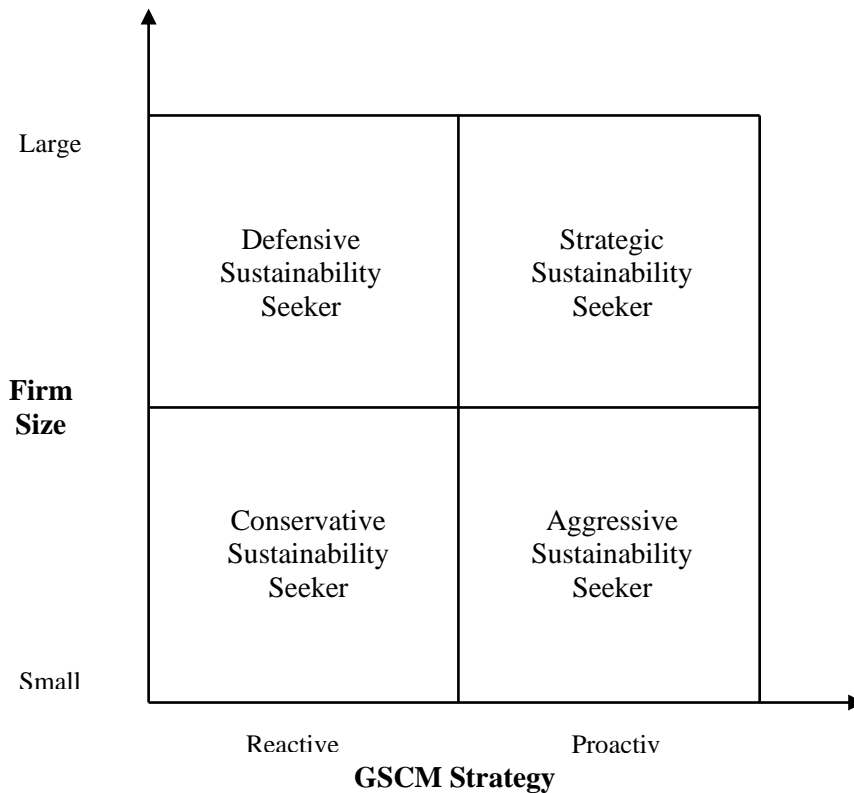 Large
Defensive
Sustainability
Seeker
Strategic
Sustainability
Seeker
Firm
Size
Conservative
Sustainability
Seeker
Aggressive
Sustainability
Seeker
Small
Reactive
Proactiv
GSCM Strategy